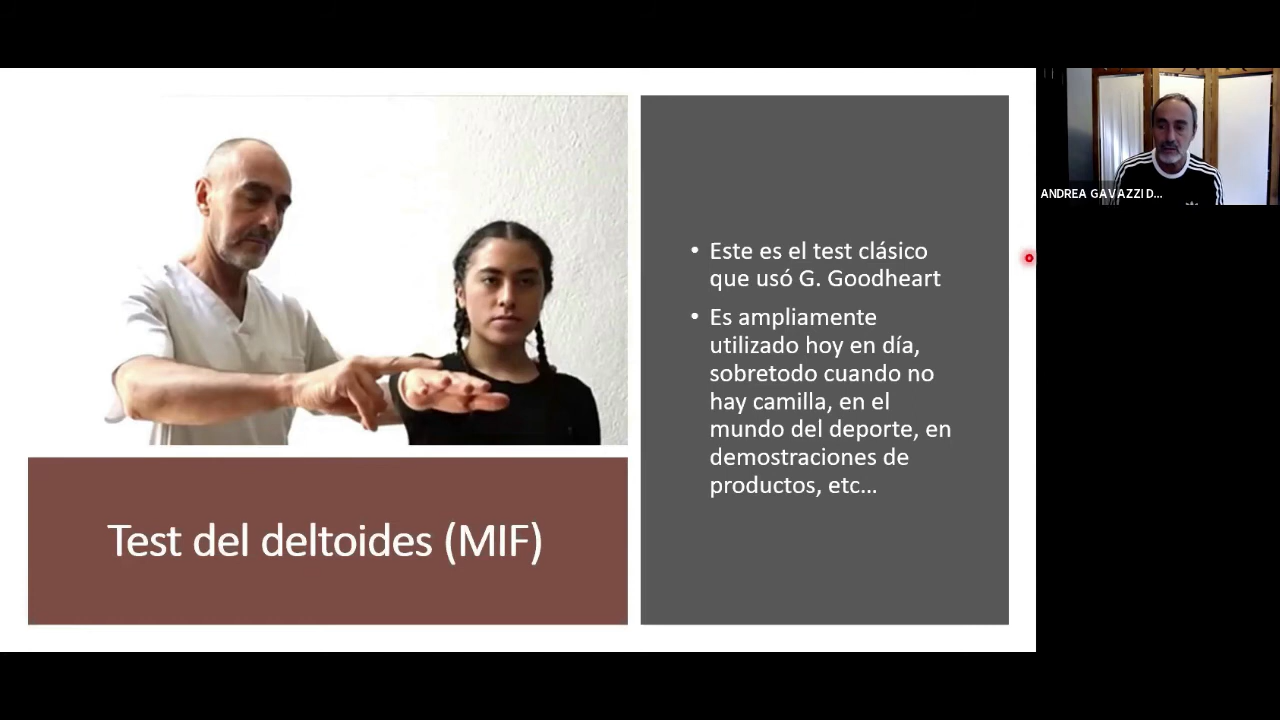 Test del deltoides (MIF)
• Este es el test clásico
que usó G. Goodheart
• Es ampliamente
utilizado hoy en día,
sobretodo cuando no
hay camilla, en el
mundo del deporte, en
demostraciones de
productos, etc...
ANDREA GAVAZZI D...